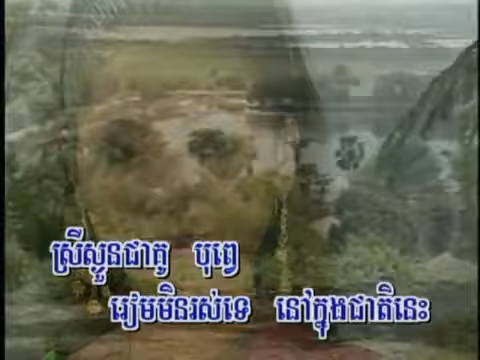 ស្រីស្ងួនជាគូ បុព្វេ
រៀមមិនរស់ទេ នៅក្នុងជាតិនេះ